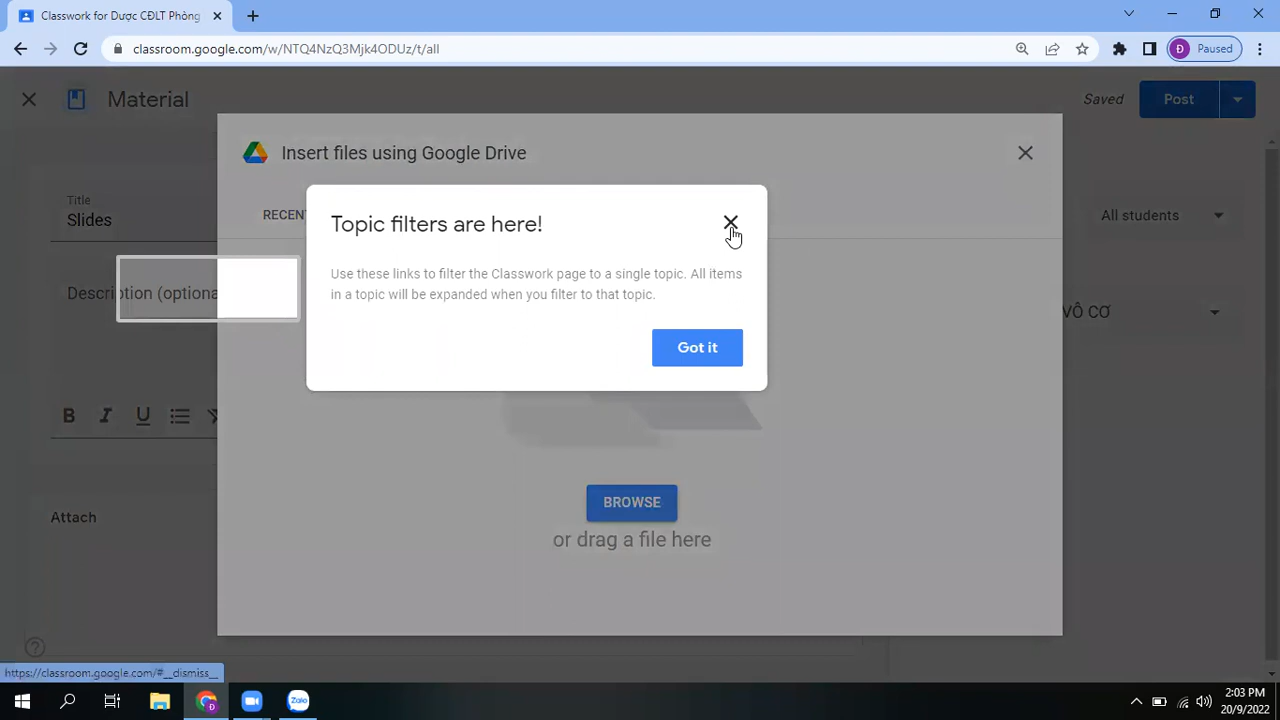 Classwork for Dược CĐLT Phòng
classroom.google.com/w/NTQ4NzQ3Mjk4ODUz/t/all
Đ Paused
Material
Saved
Post
Insert files using Google Drive
Title
Slides
RECENT
All students
Topic filters are here!
Use these links to filter the Classwork page to a single topic. All items
in a topic will be expanded when you filter to that topic.
Description (optiona
VÔ CƠ
Got it
B I U
BROWSE
Attach
or drag a file here
https://classroom.google.com/#__dismiss__
Đ
Zalo
2:03 PM
20/9/2022